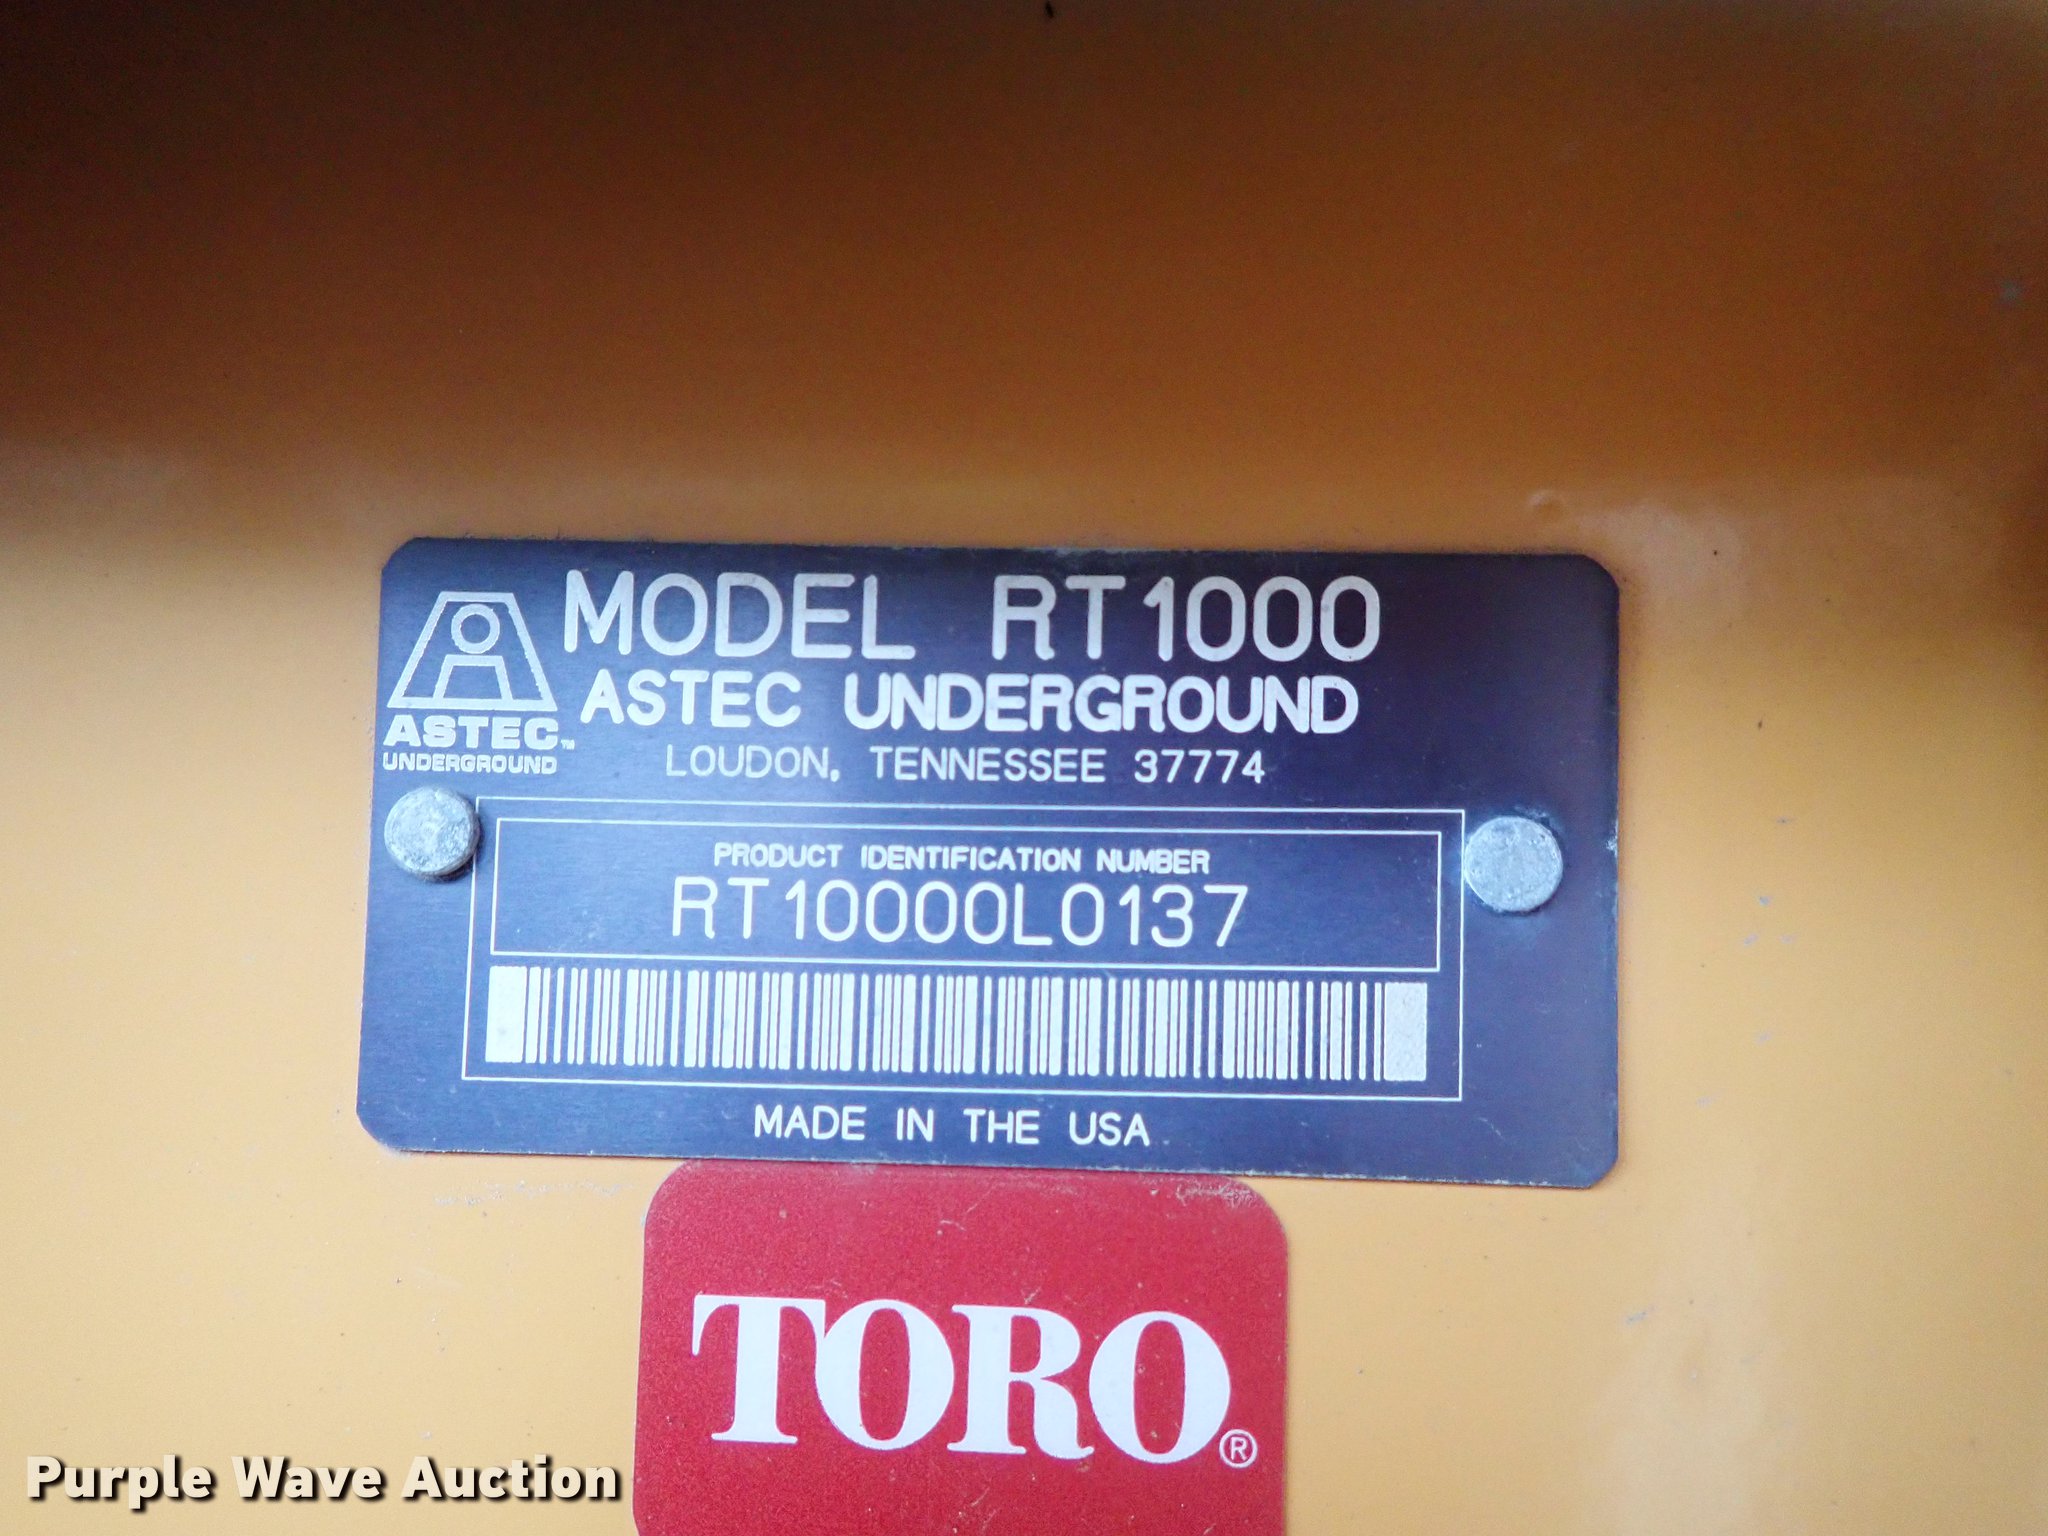 MODEL RT1000
ASTEC UNDERGROUND
LOUDON, TENNESSEE 37774
ASTEC™
UNDERGROUND
PRODUCT IDENTIFICATION NUMBER
RT10000L0137
MADE IN THE USA
TORO®
Purple Wave Auction